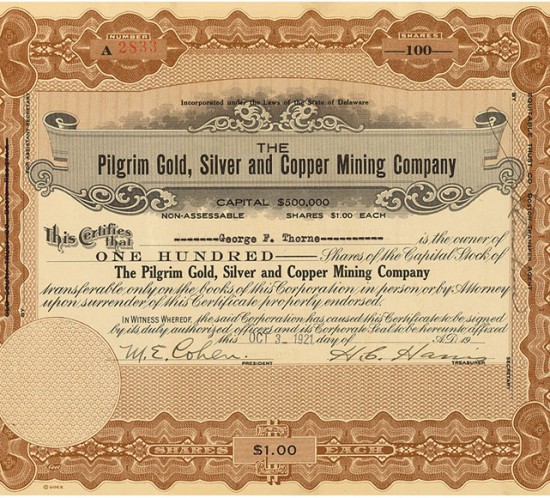 NUMBER
A 2833
SHARES
100
Incorporated under the Laws of the State of Delaware
THE
Pilgrim Gold, Silver and Copper Mining Company
CAPITAL $500,000
NON-ASSESSABLE SHARES $1.00 EACH
This Certifies that --------George F. Thorne----------- is the owner of
ONE HUNDRED Shares of the Capital Stock of
The Pilgrim Gold, Silver and Copper Mining Company
transferable only on the books of this Corporation in person or by Attorney
upon surrender of this Certificate properly endorsed.
IN WITNESS WHEREOF, the said Corporation has caused this Certificate to be signed
by its duly authorized officers and its Corporate Seal to be hereunto affixed
this OCT 3 1921 day of A.D. 19
M.E. Cohen. H.C. Harris
PRESIDENT TREASURER
SHARES $1.00 EACH
BY
SECRETARY
BY